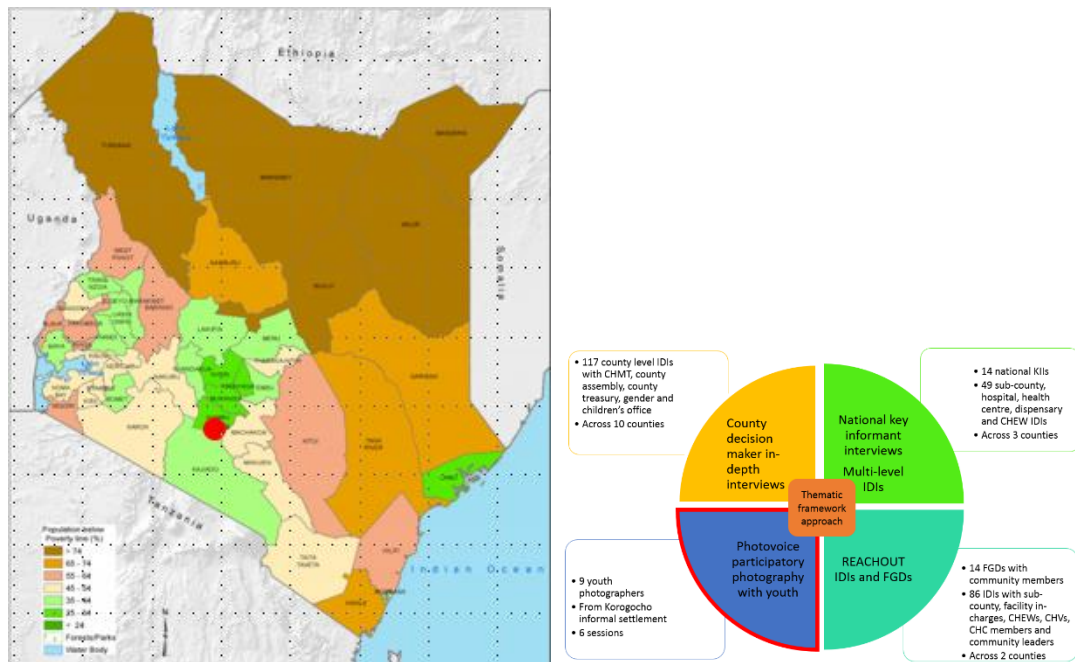 Ethiopia
TURKANA
MARSABIT
MANDERA
WAJIR
Uganda
Somalia
WEST
POKOT
SAMBURU
ISIOLO
LAIKIPIA
MERU
GARISSA
NAROK
MACHAKOS
KITUI
TANA
RIVER
KAJIADO
MAKUENI
LAMU
Tanzania
TAITA
TAVETA
KILIFI
KWALE
Indian Ocean
Population below
Poverty line (%)
> 74
65 - 74
55 - 64
45 - 54
35 - 44
25 - 34
< 24
Forests/Parks
Water Body
• 117 county level IDIs
with CHMT, county
assembly, county
treasury, gender and
children's office
• Across 10 counties
• 14 national KIIs
• 49 sub-county,
hospital, health
centre, dispensary
and CHEW IDIs
• Across 3 counties
County
decision
maker in-
depth
interviews
National key
informant
interviews
Multi-level
IDIs
Thematic
framework
approach
Photovoice
participatory
photography
with youth
REACHOUT
IDIs and FGDs
• 9 youth
photographers
• From Korogocho
informal settlement
• 6 sessions
• 14 FGDs with
community members
• 86 IDIs with sub-
county, facility in-
charges, CHEWs, CHVs,
CHC members and
community leaders
• Across 2 counties